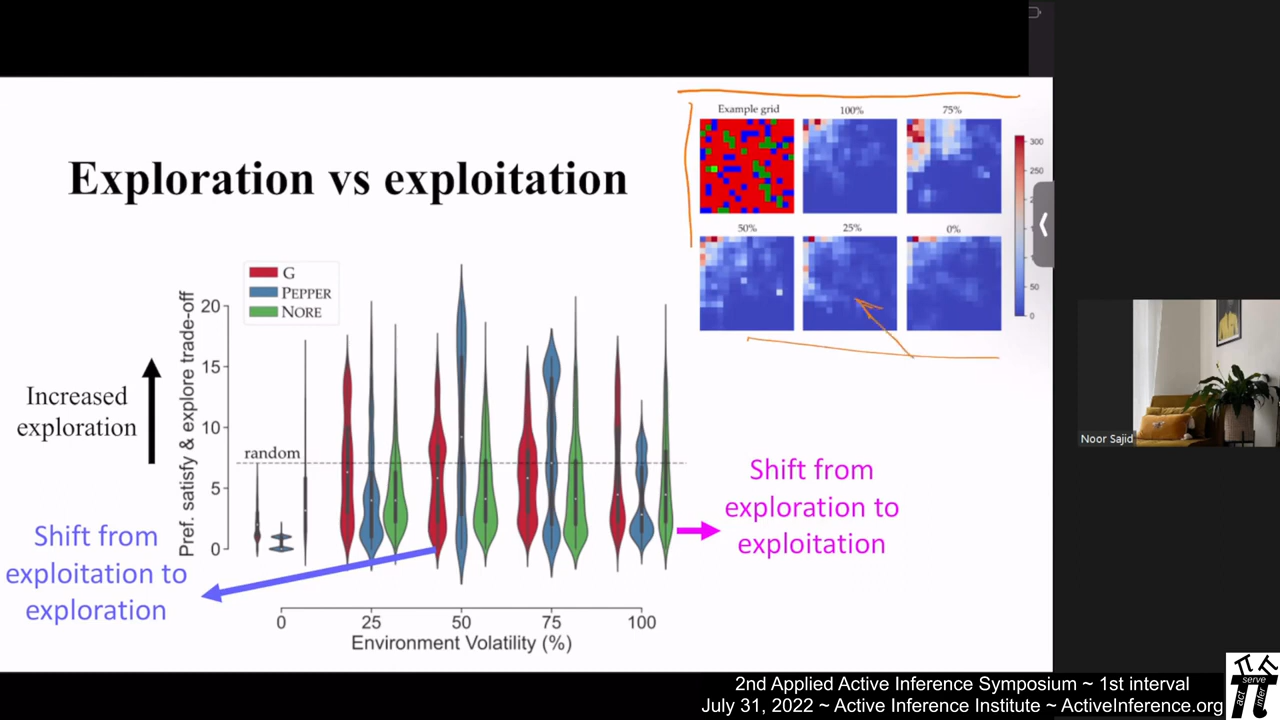 Exploration vs exploitation
Example grid
100%
75%
50%
25%
0%
300
250
50
0
G
PEPPER
NORE
20
15
10
5
0
Pref. satisfy & explore trade-off
Increased
exploration
random
Shift from
exploitation to
exploration
Shift from
exploration to
exploitation
0
25
50
75
100
Environment Volatility (%)
Noor Sajid
2nd Applied Active Inference Symposium ~ 1st interval
July 31, 2022 ~ Active Inference Institute ~ ActiveInference.org
serve
act
infer